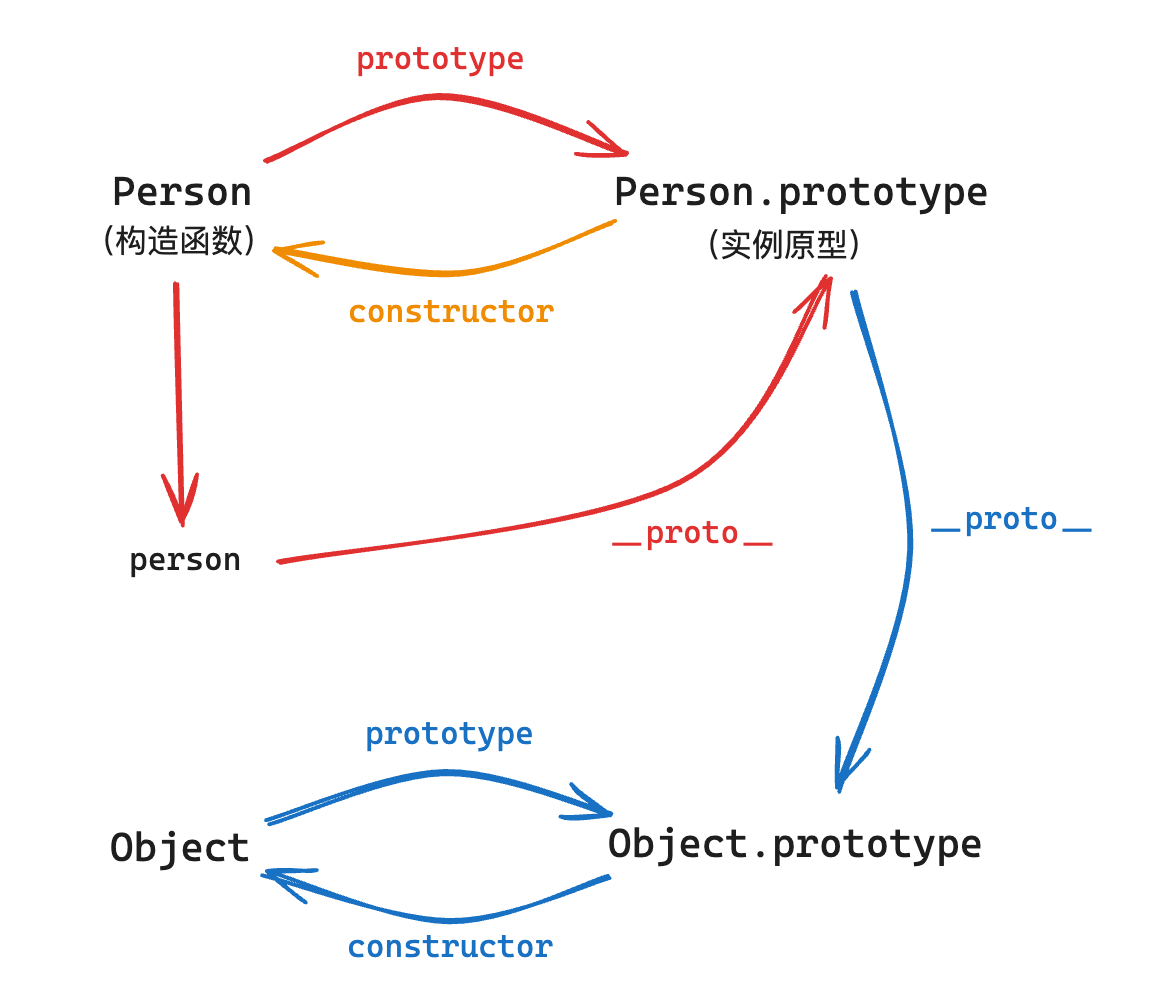 prototype
Person
(构造函数)
Person.prototype
(实例原型)
constructor
__proto__
__proto__
person
prototype
Object
Object.prototype
constructor